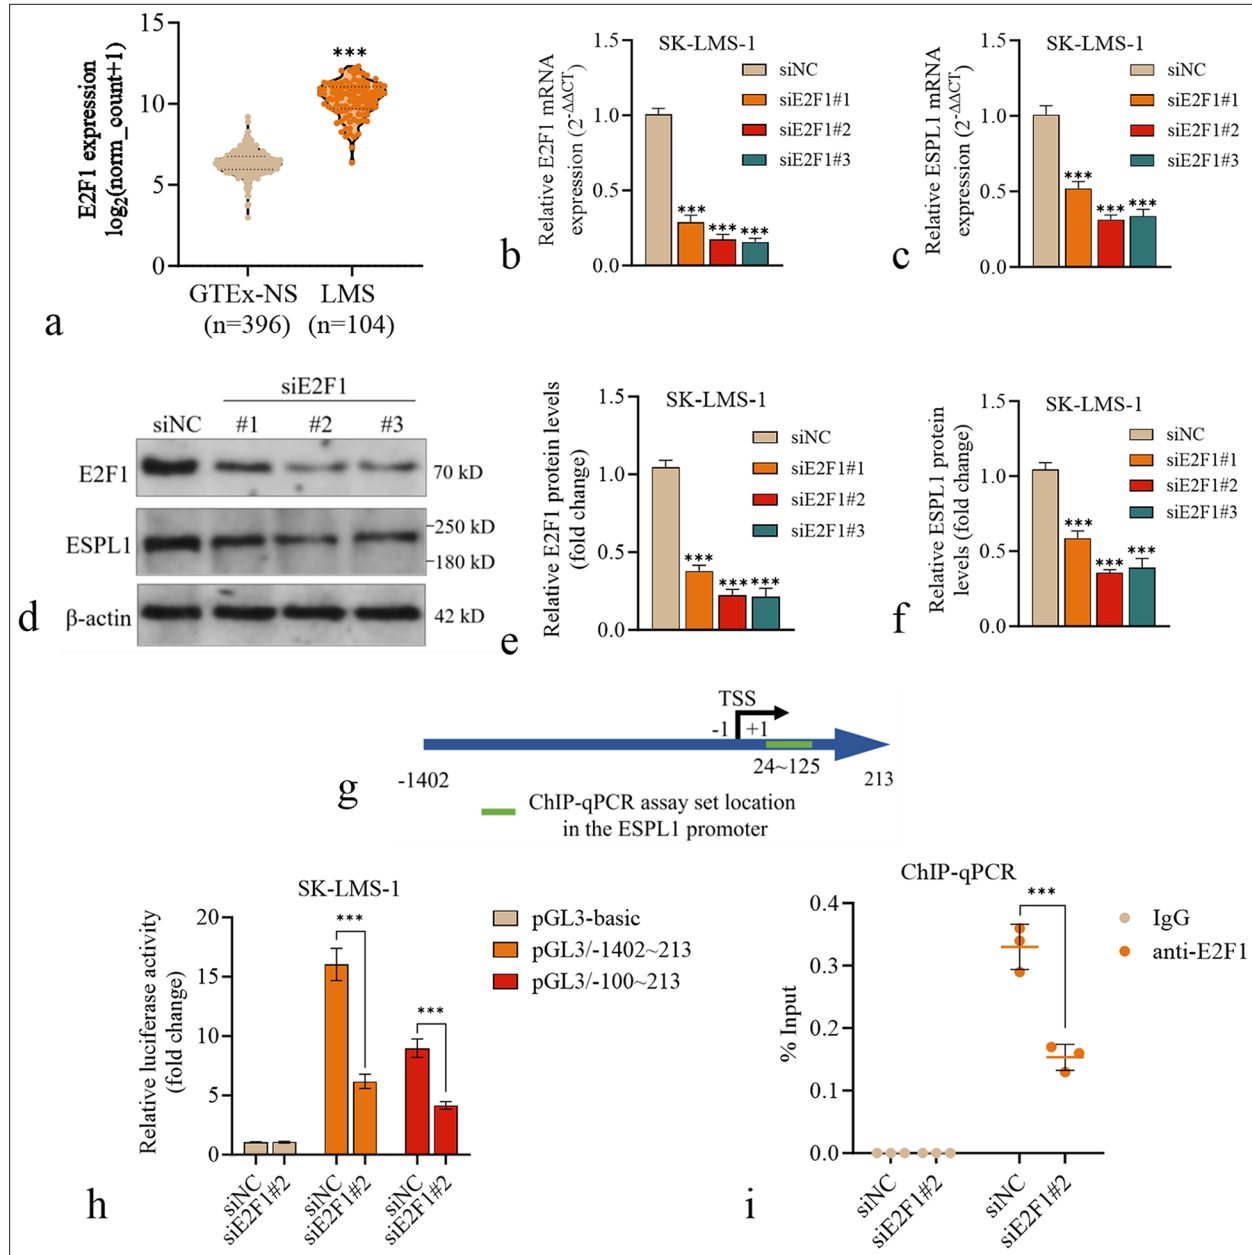 15
10
5
0
E2F1 expression
log2(norm_count+1)
***
GTEx-NS LMS
(n=396) (n=104)
a
SK-LMS-1
1.5
1.0
0.5
0.0
Relative E2F1 mRNA
expression (2-ΔΔCT)
siNC
siE2F1#1
siE2F1#2
siE2F1#3
*** *** ***
b
SK-LMS-1
1.5
1.0
0.5
0.0
Relative ESPL1 mRNA
expression (2-ΔΔCT)
siNC
siE2F1#1
siE2F1#2
siE2F1#3
*** *** ***
c
siE2F1
siNC #1 #2 #3
E2F1 70 kD
ESPL1 250 kD
180 kD
β-actin 42 kD
d
SK-LMS-1
1.5
1.0
0.5
0.0
Relative E2F1 protein levels
(fold change)
siNC
siE2F1#1
siE2F1#2
siE2F1#3
*** *** ***
e
SK-LMS-1
1.5
1.0
0.5
0.0
Relative ESPL1 protein
levels (fold change)
siNC
siE2F1#1
siE2F1#2
siE2F1#3
*** *** ***
f
TSS
-1 +1
-1402 24~125 213
g
ChIP-qPCR assay set location
in the ESPL1 promoter
SK-LMS-1
20
15
10
5
0
Relative luciferase activity
(fold change)
*** ***
pGL3-basic
pGL3/-1402~213
pGL3/-100~213
siNC
siE2F1#2
siNC
siE2F1#2
siNC
siE2F1#2
h
ChIP-qPCR
0.4
0.3
0.2
0.1
0.0
% Input
***
IgG
anti-E2F1
siNC
siE2F1#2
siNC
siE2F1#2
i